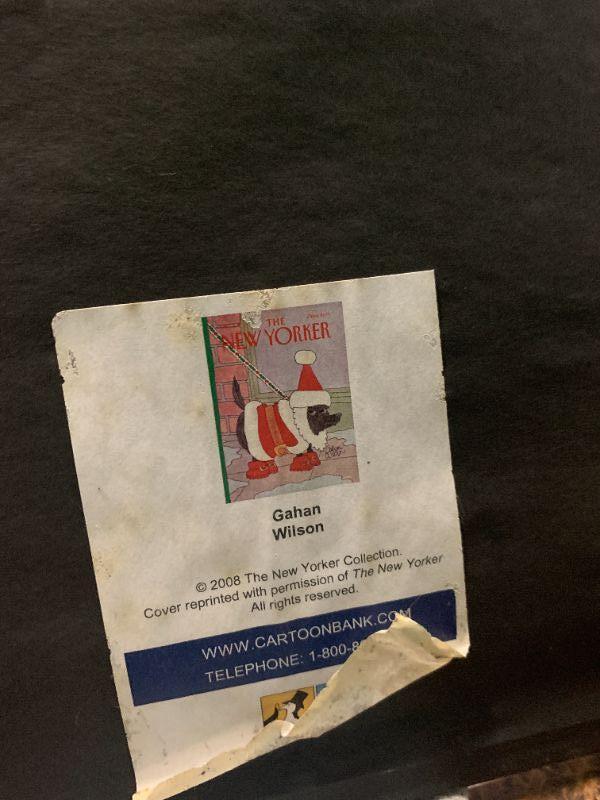 THE
NEW YORKER
Gahan
Wilson
© 2008 The New Yorker Collection.
Cover reprinted with permission of The New Yorker
All rights reserved.
WWW.CARTOONBANK.COM
TELEPHONE: 1-800-8